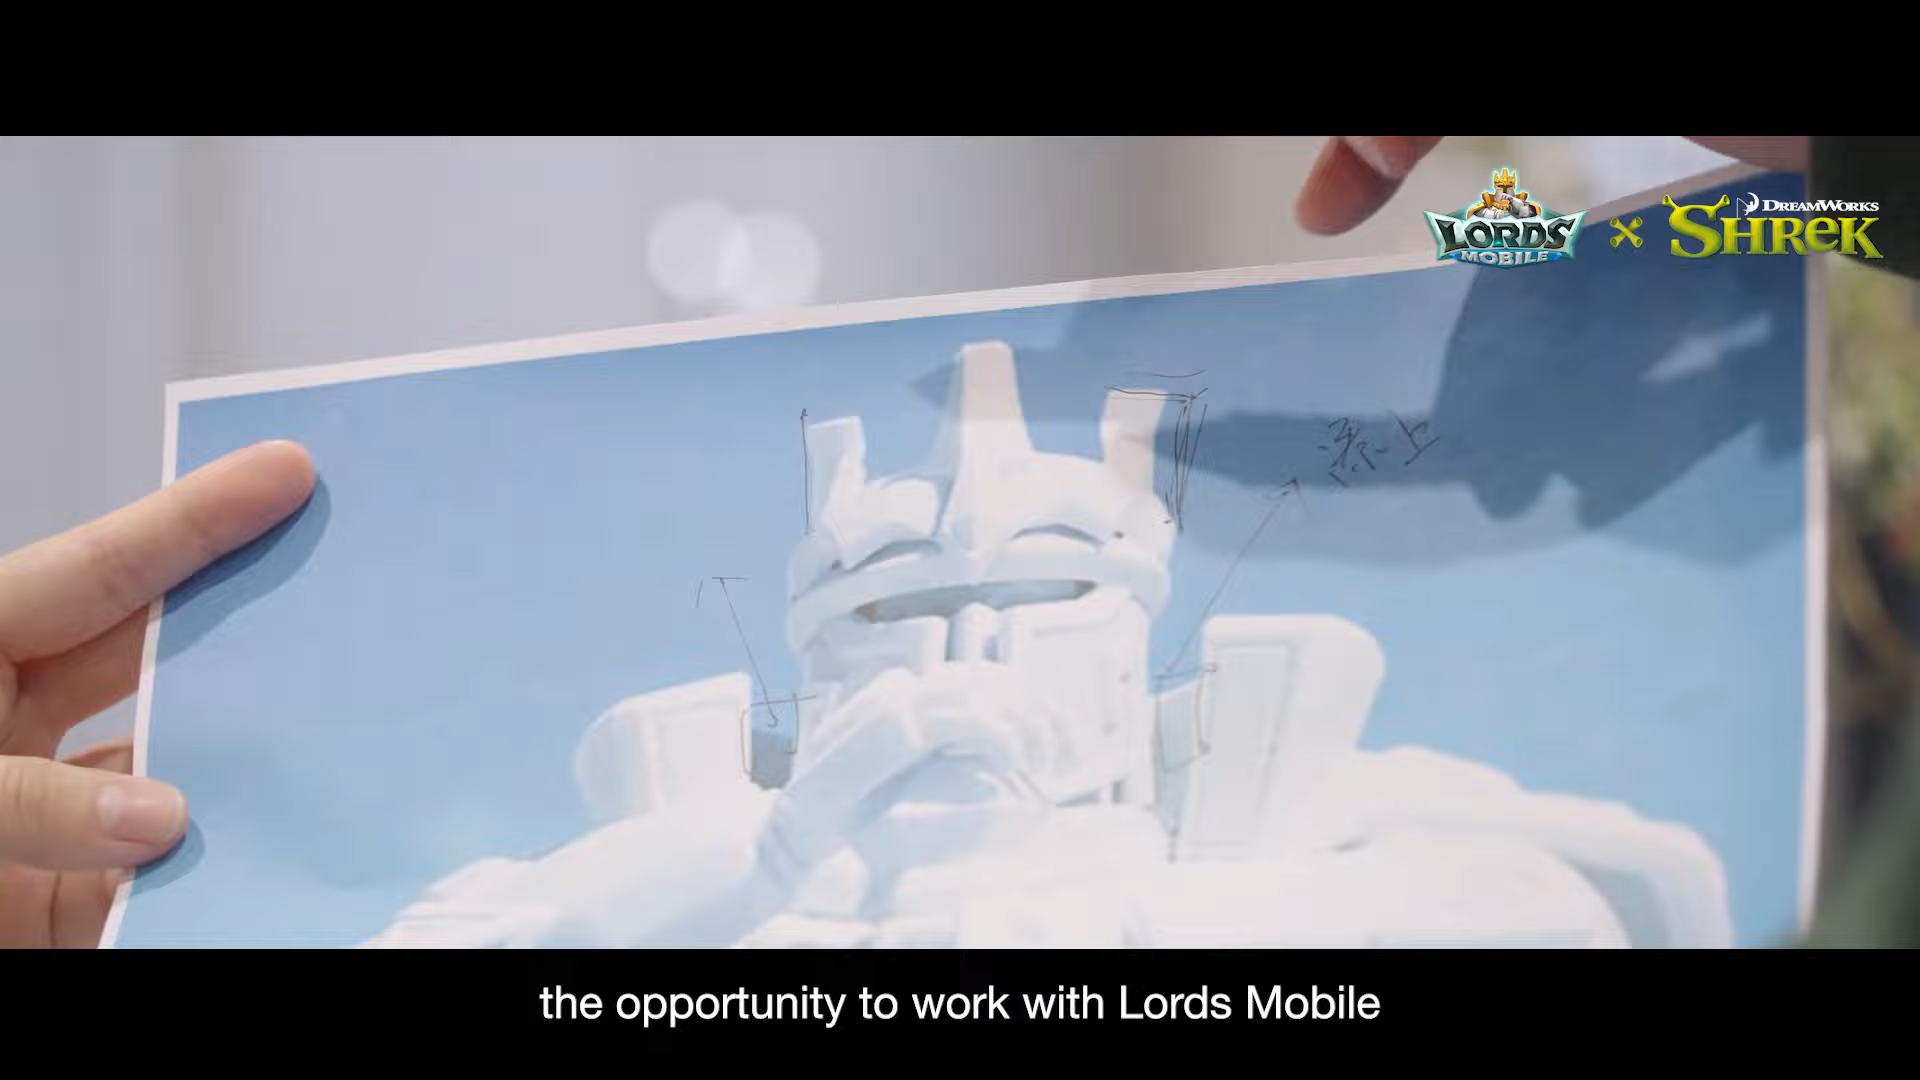 LORDS
MOBILE
DREAMWORKS
SHREK
the opportunity to work with Lords Mobile